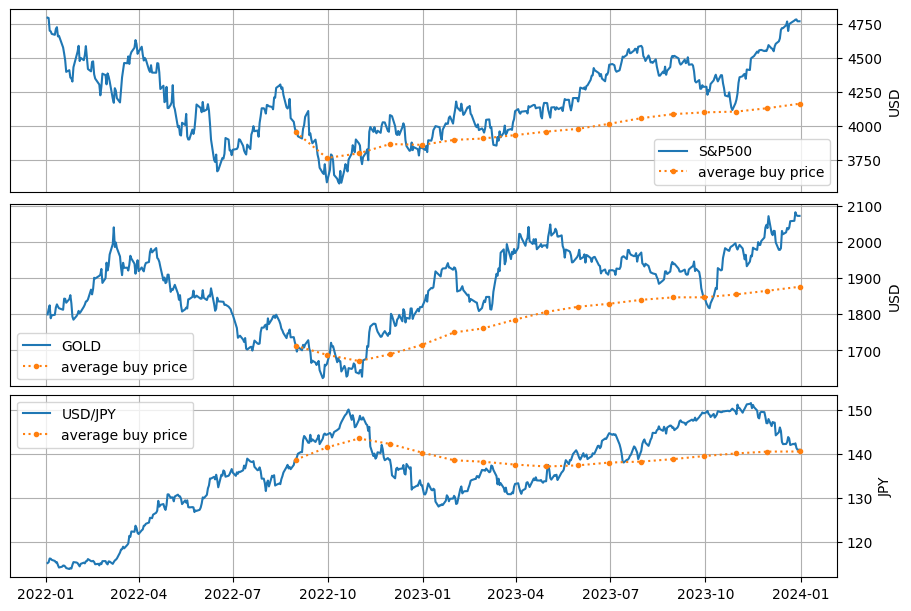 4750
4500
4250
4000
3750
USD
S&P500
average buy price
2100
2000
1900
1800
1700
USD
GOLD
average buy price
USD/JPY
average buy price
150
140
130
120
JPY
2022-01 2022-04 2022-07 2022-10 2023-01 2023-04 2023-07 2023-10 2024-01